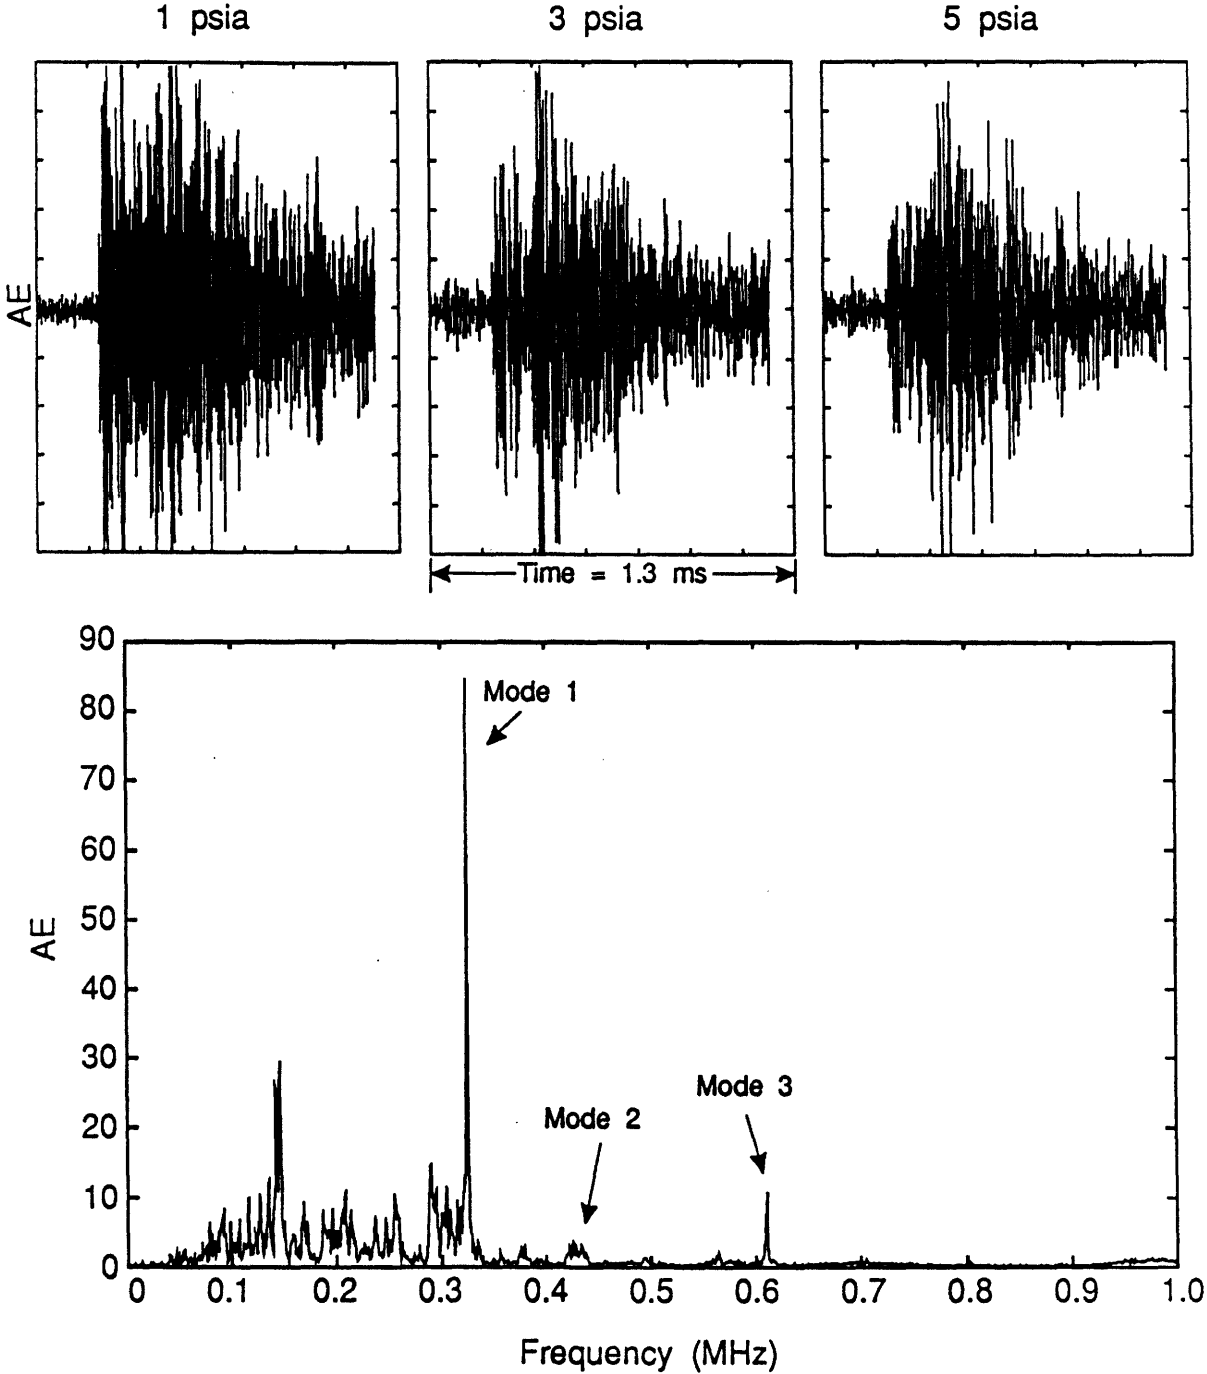 1 psia 3 psia 5 psia
AE
Time = 1.3 ms
90
80
70
60
50
40
30
20
10
0
AE
Mode 1
Mode 2
Mode 3
0 0.1 0.2 0.3 0.4 0.5 0.6 0.7 0.8 0.9 1.0
Frequency (MHz)